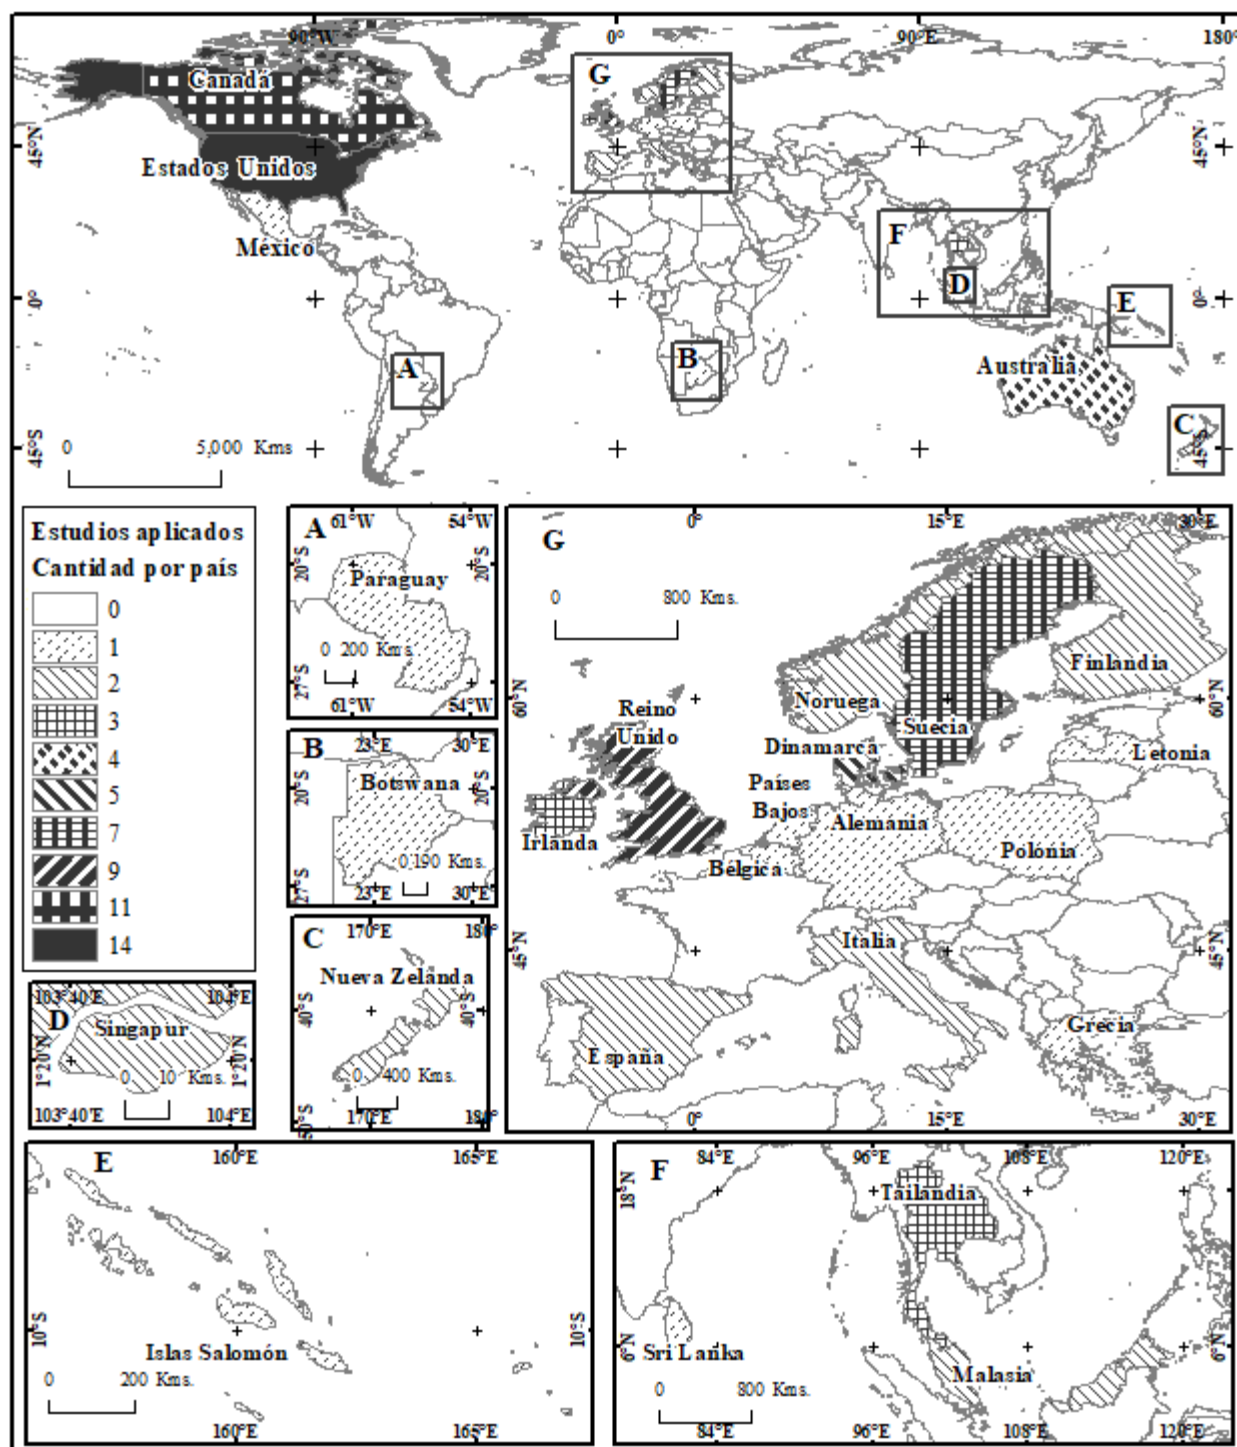 90°W 0° 90°E 180°
Canadá
G
45°N 45°N
Estados Unidos
México
F
D
0° 0°
E
B
A
Australia
C
45°S 45°S
0 5,000 Kms
Estudios aplicados
Cantidad por país
0
1
2
3
4
5
7
9
11
14
A
61°W 54°W
20°S 20°S
Paraguay
0 200 Kms.
27°S
61°W 54°W
B
23°E 30°E
20°S 20°S
Botswana
0 190 Kms.
27°S
23°E 30°E
C
170°E 180°
Nueva Zelanda
40°S 40°S
0 400 Kms.
50°S
170°E 180°
D
103°40'E 104°E
Singapur
1°20'N 1°20'N
0 10 Kms.
103°40'E 104°E
G
0° 15°E 30°E
0 800 Kms.
Finlandia
60°N 60°N
Noruega
Reino
Unido
Suecia
Dinamarca
Letonia
Países
Bajos
Alemania
Irlanda
Polonia
Bélgica
Italia
45°N 45°N
Grecia
España
0° 15°E 30°E
E
160°E 165°E
10°S 10°S
Islas Salomón
0 200 Kms.
160°E 165°E
F
84°E 96°E 108°E 120°E
18°N 18°N
Tailandia
6°N 6°N
Sri Lanka
Malasia
0 800 Kms.
84°E 96°E 108°E 120°E